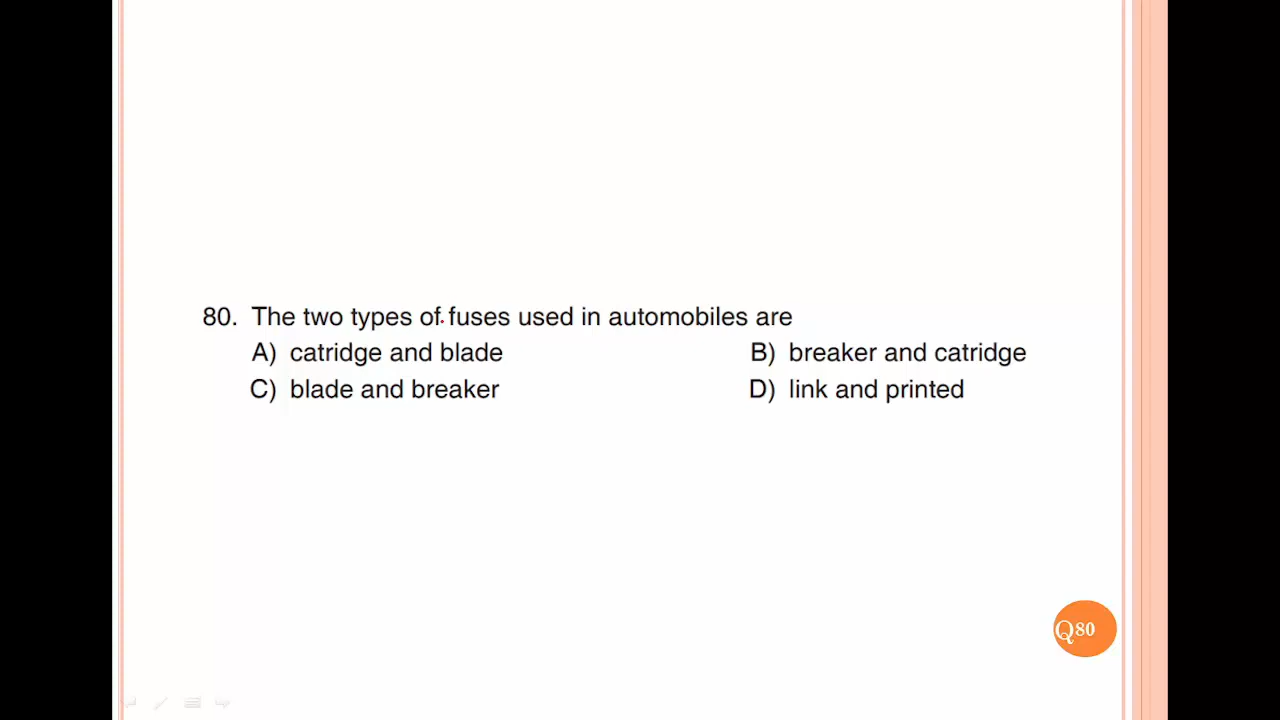 80. The two types of fuses used in automobiles are
A) catridge and blade B) breaker and catridge
C) blade and breaker D) link and printed
Q80